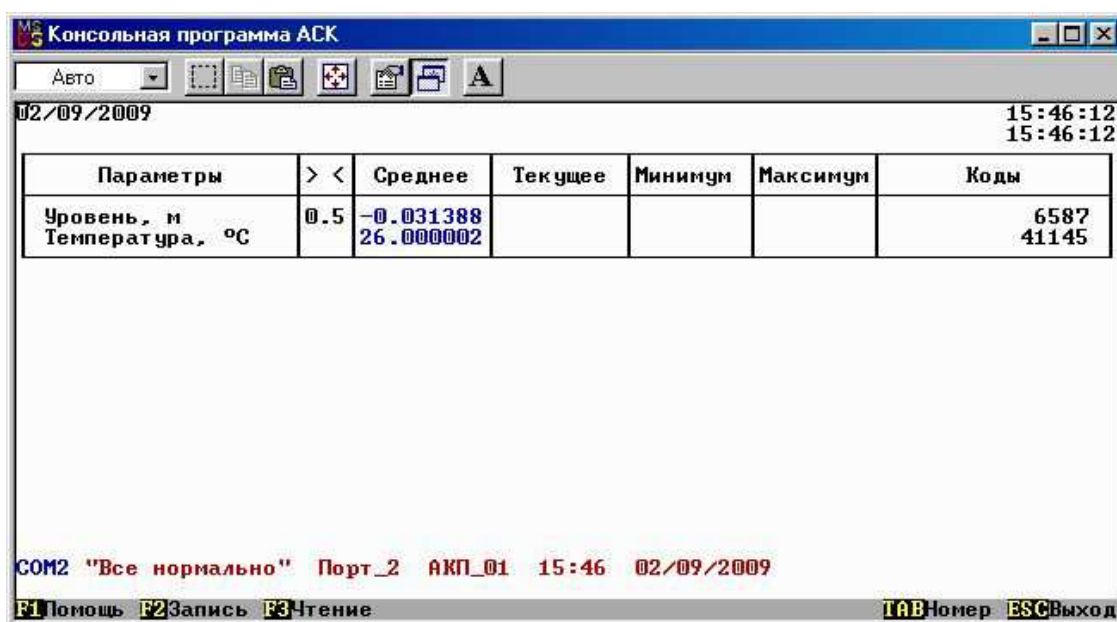 Консольная программа АСК
Авто A
02/09/2009 15:46:12
15:46:12
Параметры > < Среднее Текущее Минимум Максимум Коды
Уровень, м 0.5 -0.031388 6587
Температура, ºС 26.000002 41145
COM2 "Все нормально" Порт_2 АКП_01 15:46 02/09/2009
F1Помощь F2Запись F3Чтение TABНомер ESCВыход